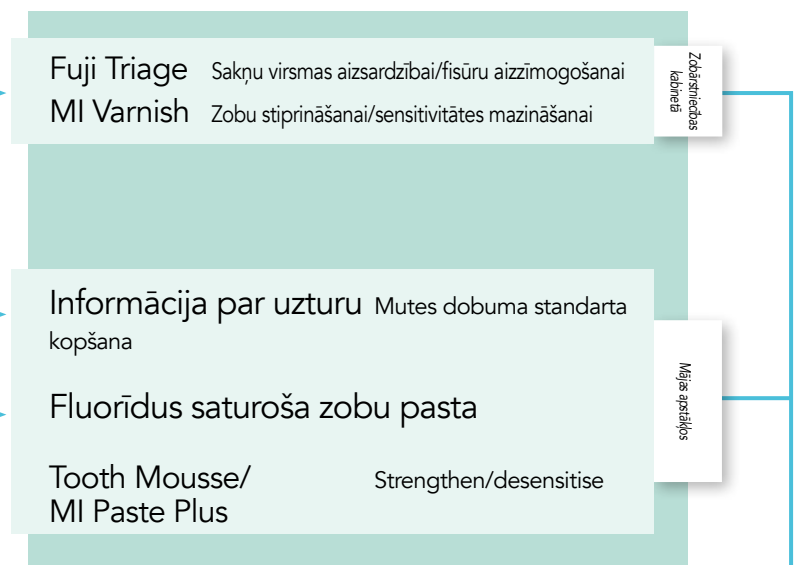 Fuji Triage Sakņu virsmas aizsardzībai/fisūru aizzīmogošanai
MI Varnish Zobu stiprināšanai/sensitivitātes mazināšanai
Zobārstniecības
kabinetā
Informācija par uzturu Mutes dobuma standarta
kopšana
Fluorīdus saturoša zobu pasta
Tooth Mousse/ Strengthen/desensitise
MI Paste Plus
Mājas apstākļos